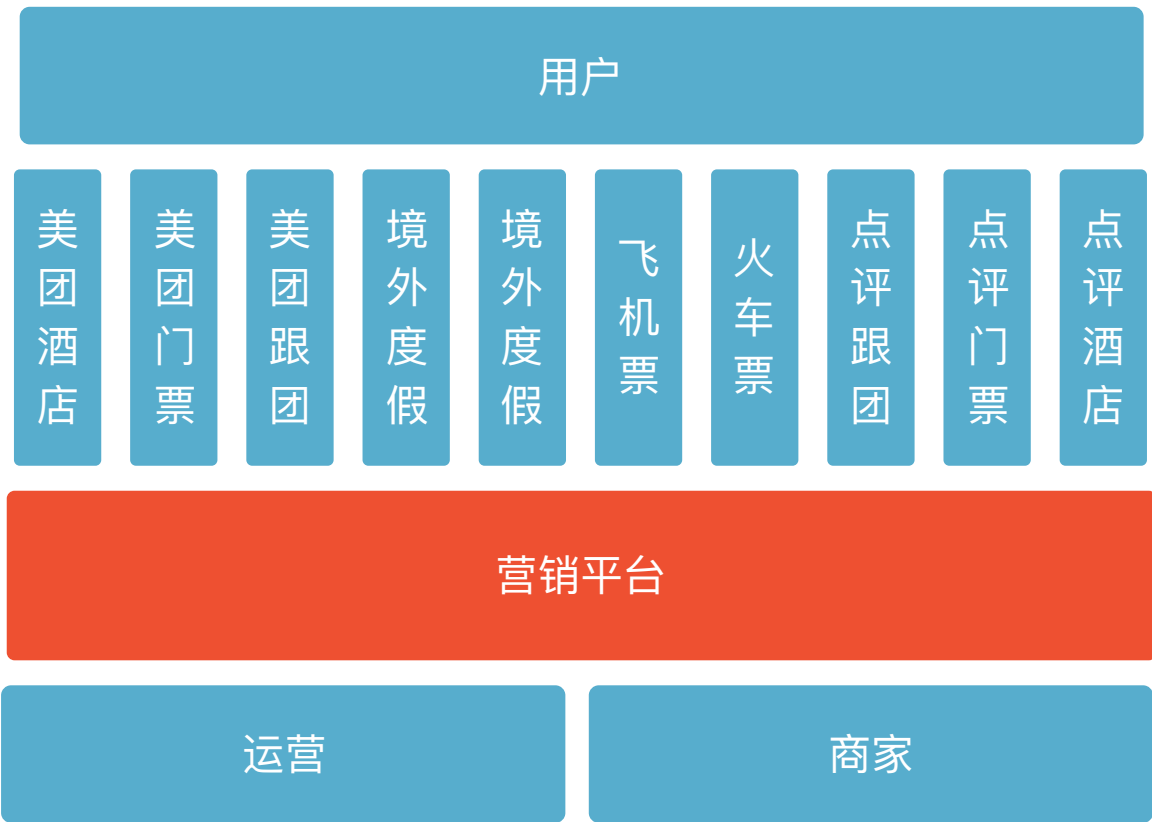 用户
美团酒店
美团门票
美团跟团
境外度假
境外度假
飞机票
火车票
点评跟团
点评门票
点评酒店
营销平台
运营
商家